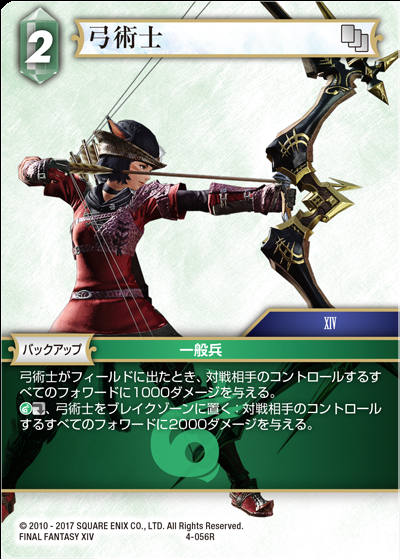 2
弓術士
XIV
バックアップ
一般兵
弓術士がフィールドに出たとき、対戦相手のコントロールするす
べてのフォワードに1000ダメージを与える。
、弓術士をブレイクゾーンに置く:対戦相手のコントロール
するすべてのフォワードに2000ダメージを与える。
© 2010 - 2017 SQUARE ENIX CO., LTD. All Rights Reserved.
FINAL FANTASY XIV
4-056R